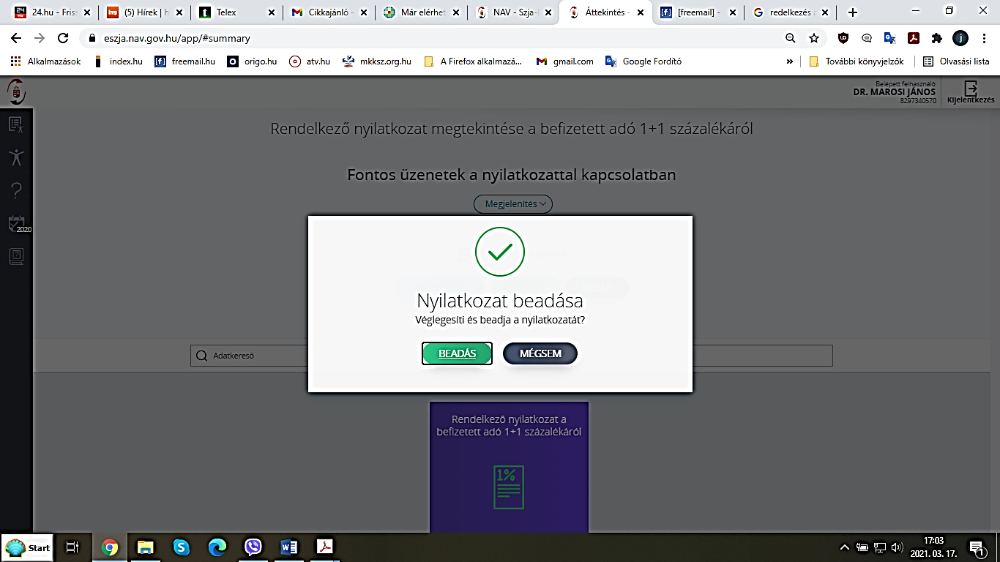 24.hu - Fris
(5) Hírek | h
Telex
Cikkajánló -
Már elérhet
NAV - Szja-l
Áttekintés -
[freemail] -
redelkezés a
eszja.nav.gov.hu/app/#summary
Alkalmazások
index.hu
freemail.hu
origo.hu
atv.hu
mkksz.org.hu
A Firefox alkalmazá...
gmail.com
Google Fordító
»
További könyvjelzők
Olvasási lista
Belépett felhasználó
DR. MAROSI JÁNOS
8297340570
Kijelentkezés
Rendelkező nyilatkozat megtekintése a befizetett adó 1+1 százalékáról
Fontos üzenetek a nyilatkozattal kapcsolatban
Megjelenítés
2020
Nyilatkozat beadása
Véglegesíti és beadja a nyilatkozatát?
BEADÁS
MÉGSEM
Adatkereső
Rendelkező nyilatkozat a
befizetett adó 1+1 százalékáról
1%
Start
17:03
2021. 03. 17.
1